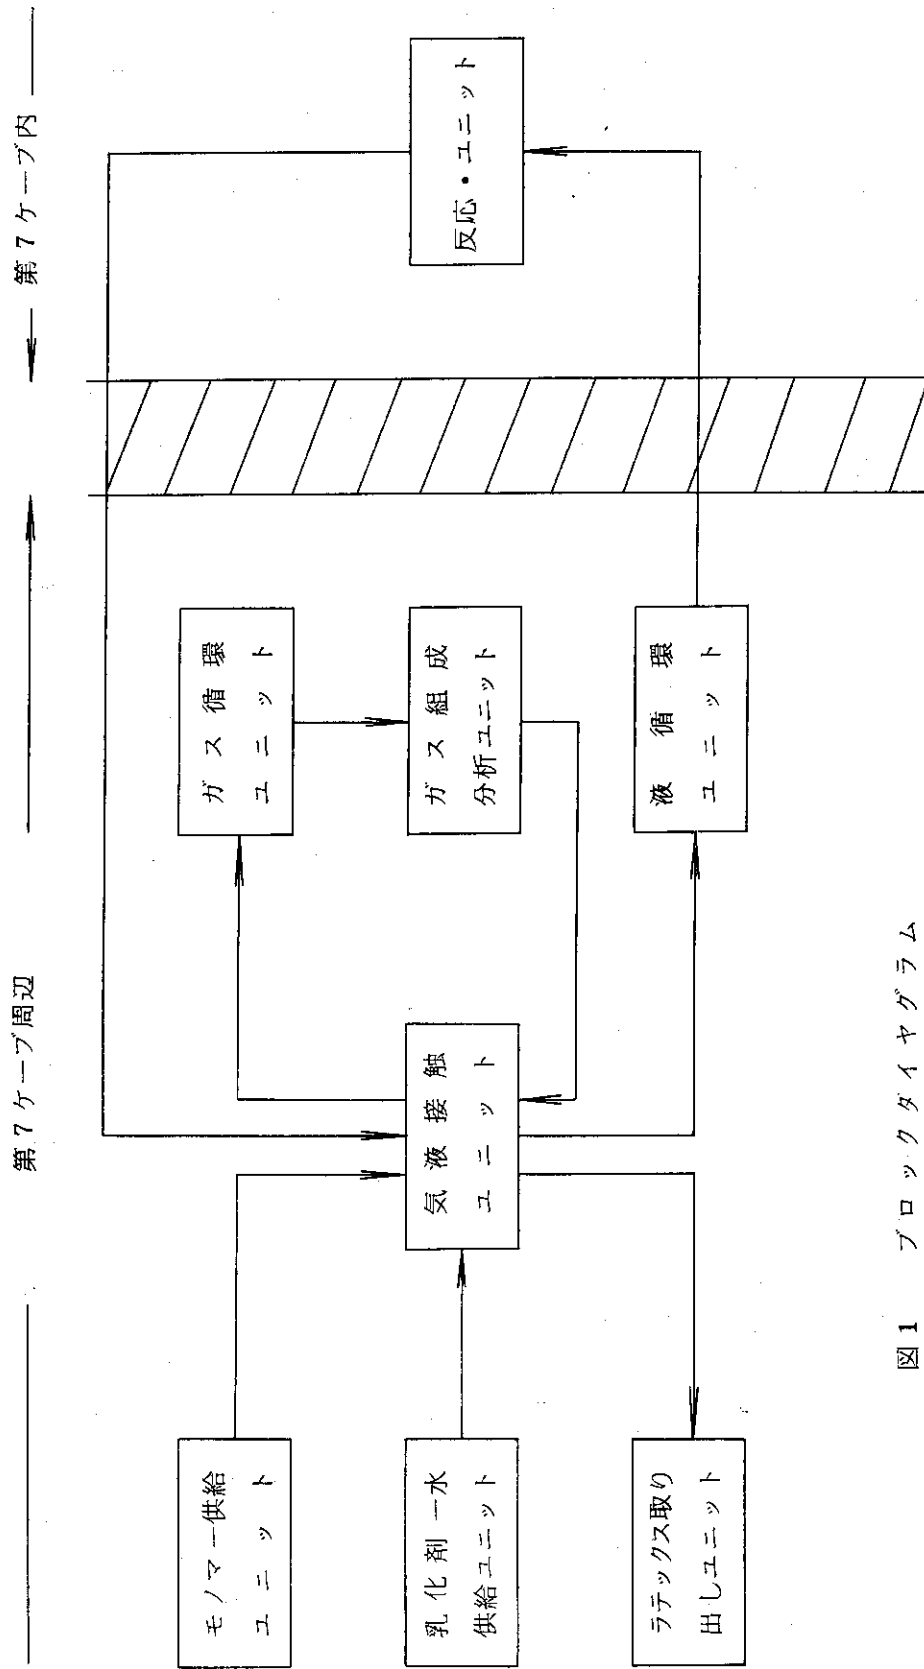 第7ケーブ周辺
第7ケーブ内
モノマー供給
ユニット
乳化剤ー水
供給ユニット
ラテックス取り
出しユニット
気液接触
ユニット
ガス循環
ユニット
ガス組成
分析ユニット
液循環
ユニット
反応・ユニット
図1 ブロックダイヤグラム